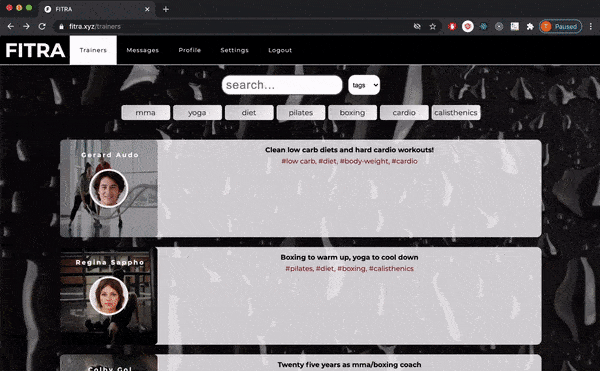 FITRA
fitra.xyz/trainers
Paused
FITRA
Trainers
Messages
Profile
Settings
Logout
search...
tags
mma
yoga
diet
pilates
boxing
cardio
calisthenics
Gerard Audo
Clean low carb diets and hard cardio workouts!
#low carb, #diet, #body-weight, #cardio
Regina Sappho
Boxing to warm up, yoga to cool down
#pilates, #diet, #boxing, #calisthenics
Colby Gol
Twenty five years as mma/boxing coach